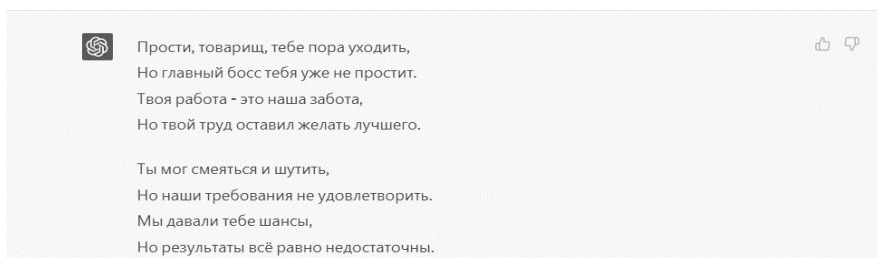 Прости, товарищ, тебе пора уходить,
Но главный босс тебя уже не простит.
Твоя работа - это наша забота,
Но твой труд оставил желать лучшего.
Ты мог смеяться и шутить,
Но наши требования не удовлетворить.
Мы давали тебе шансы,
Но результаты всё равно недостаточны.